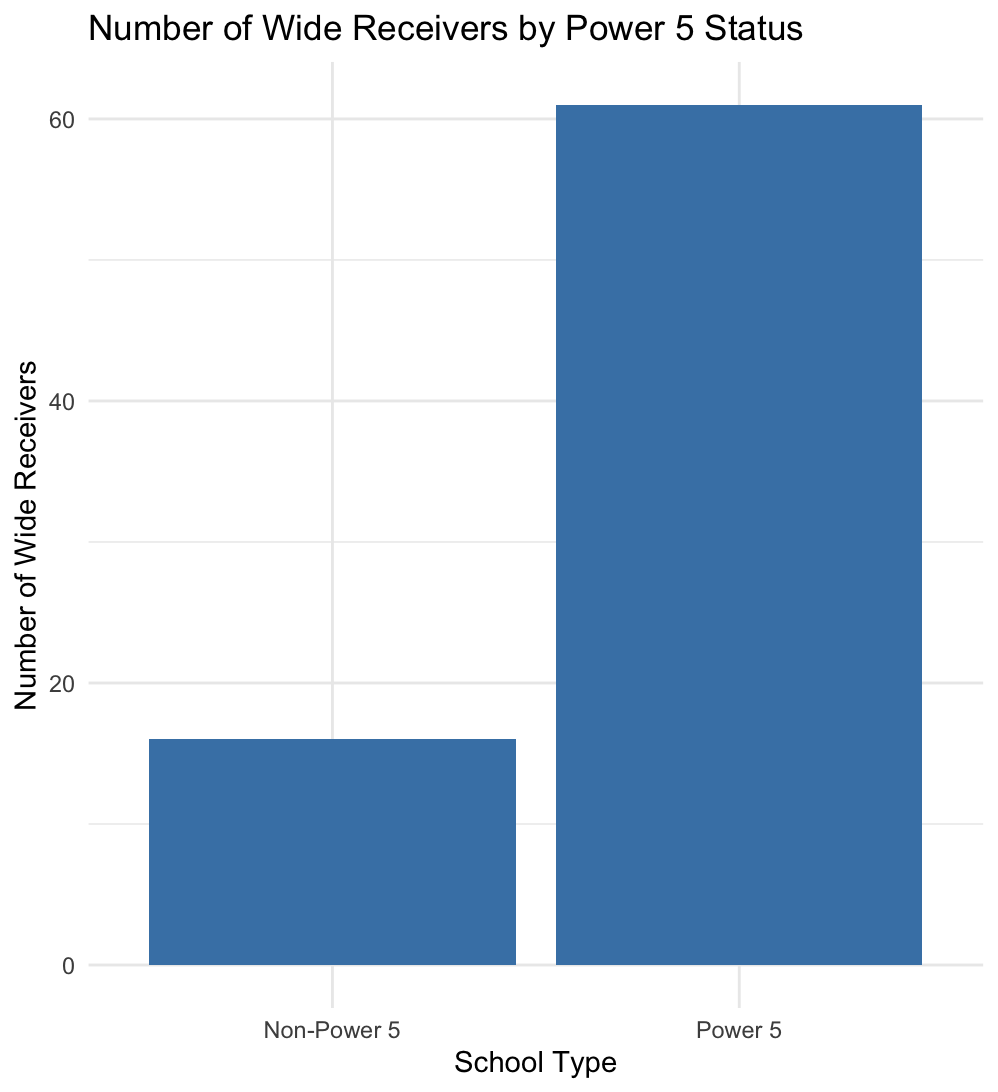 Number of Wide Receivers by Power 5 Status
Number of Wide Receivers
60
40
20
0
Non-Power 5
Power 5
School Type